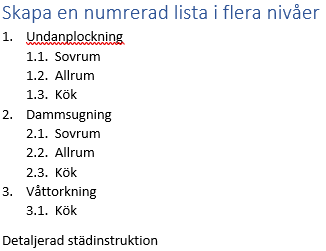 Skapa en numrerad lista i flera nivåer
1. Undanplockning
1.1. Sovrum
1.2. Allrum
1.3. Kök
2. Dammsugning
2.1. Sovrum
2.2. Allrum
2.3. Kök
3. Våttorkning
3.1. Kök
Detaljerad städinstruktion